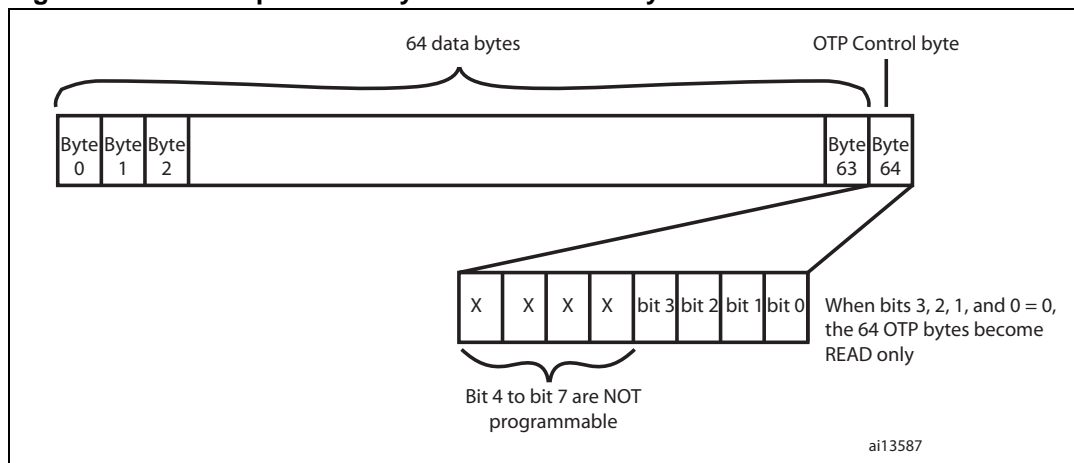 64 data bytes
OTP Control byte
Byte Byte Byte Byte Byte
0 1 2 63 64
X X X X bit 3 bit 2 bit 1 bit 0
When bits 3, 2, 1, and 0 = 0,
the 64 OTP bytes become
READ only
Bit 4 to bit 7 are NOT
programmable
ai13587